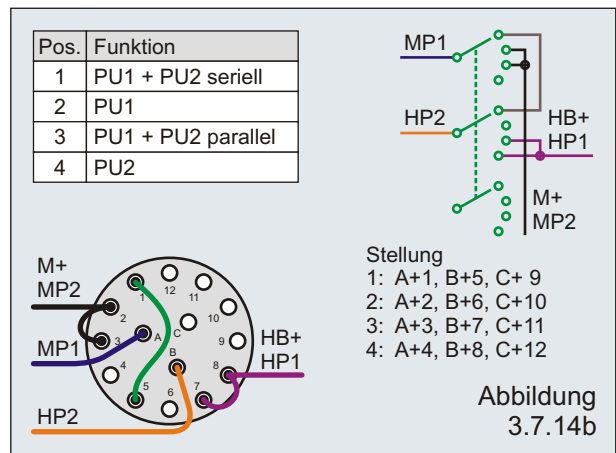 Pos. Funktion
1 PU1 + PU2 seriell
2 PU1
3 PU1 + PU2 parallel
4 PU2
MP1
HP2
HB+
HP1
M+
MP2
Stellung
1: A+1, B+5, C+ 9
2: A+2, B+6, C+10
3: A+3, B+7, C+11
4: A+4, B+8, C+12
M+
MP2
MP1
HP2
HB+
HP1
12
1
11
2
10
3
A
C
9
4
B
8
5
6
7
Abbildung
3.7.14b